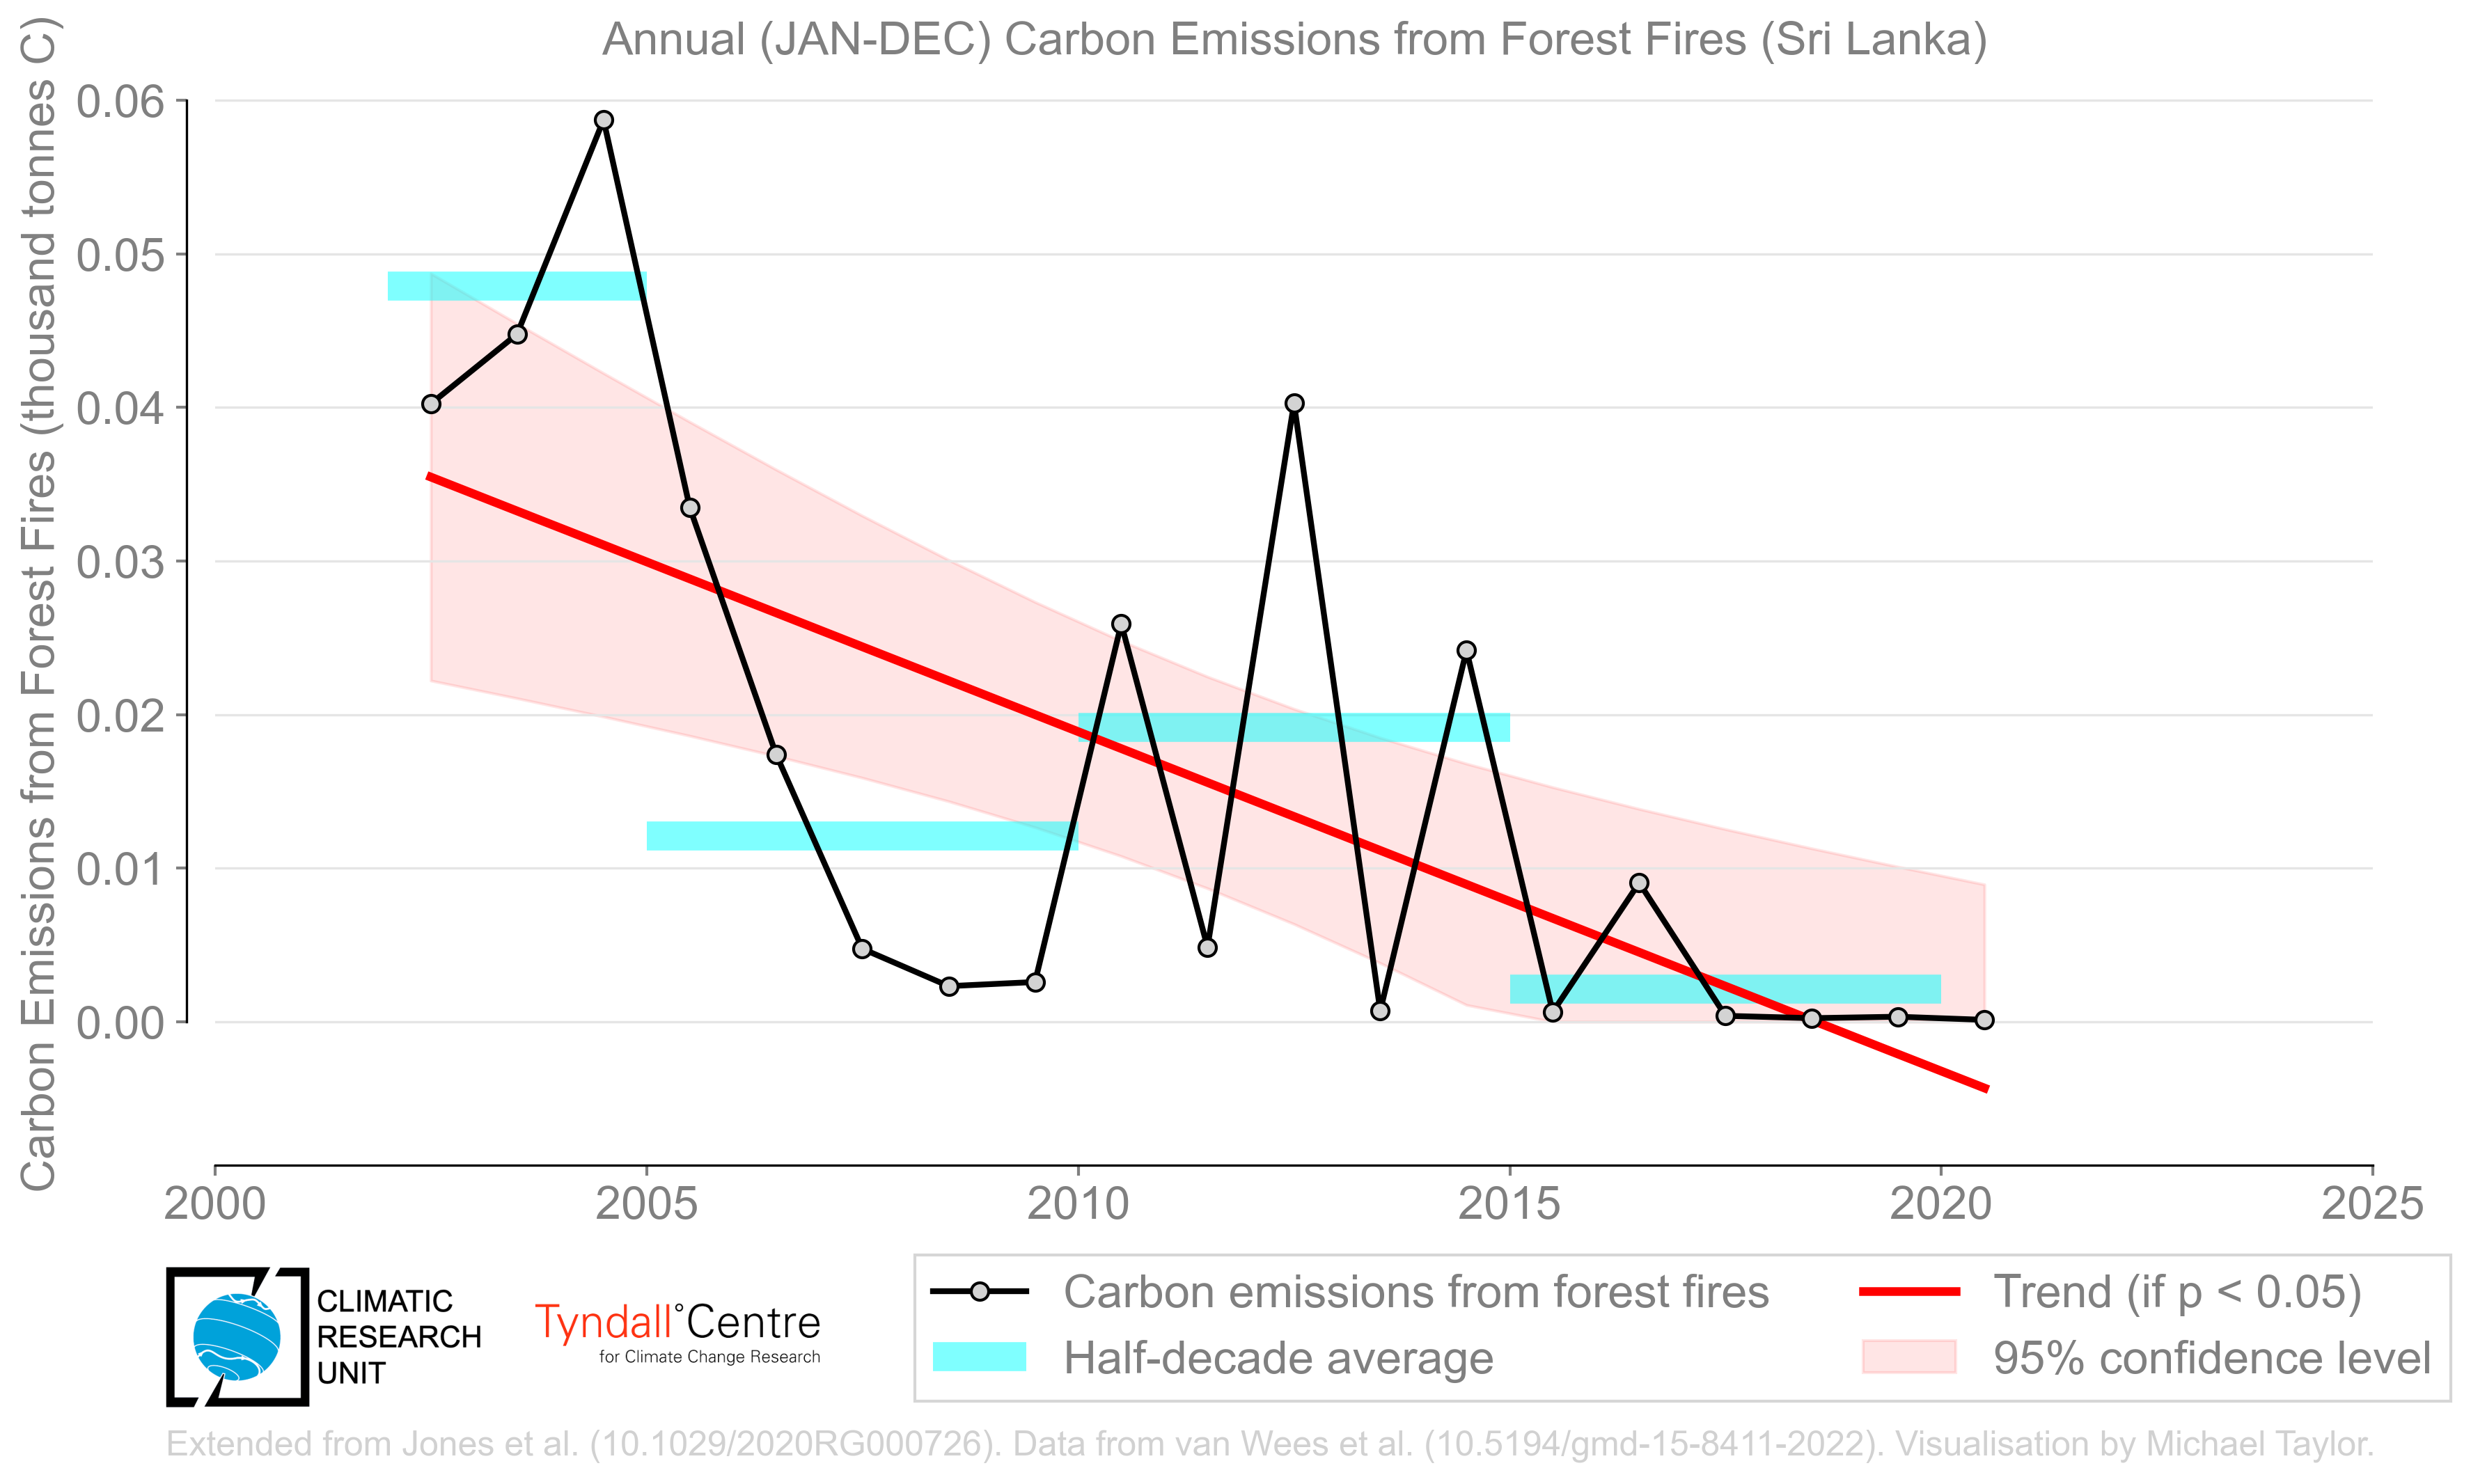 Annual (JAN-DEC) Carbon Emissions from Forest Fires (Sri Lanka)
Carbon Emissions from Forest Fires (thousand tonnes C)
0.06
0.05
0.04
0.03
0.02
0.01
0.00
2000 2005 2010 2015 2020 2025
CLIMATIC
RESEARCH
UNIT
Tyndall°Centre
for Climate Change Research
Carbon emissions from forest fires
Half-decade average
Trend (if p < 0.05)
95% confidence level
Extended from Jones et al. (10.1029/2020RG000726). Data from van Wees et al. (10.5194/gmd-15-8411-2022). Visualisation by Michael Taylor.